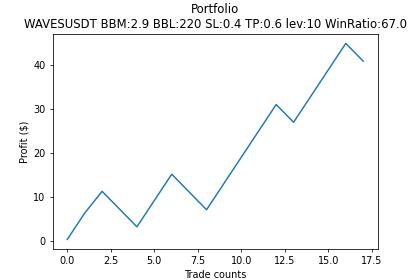 Portfolio
WAVESUSDT BBM:2.9 BBL:220 SL:0.4 TP:0.6 lev:10 WinRatio:67.0
Profit ($)
40
30
20
10
0
0.0 2.5 5.0 7.5 10.0 12.5 15.0 17.5
Trade counts